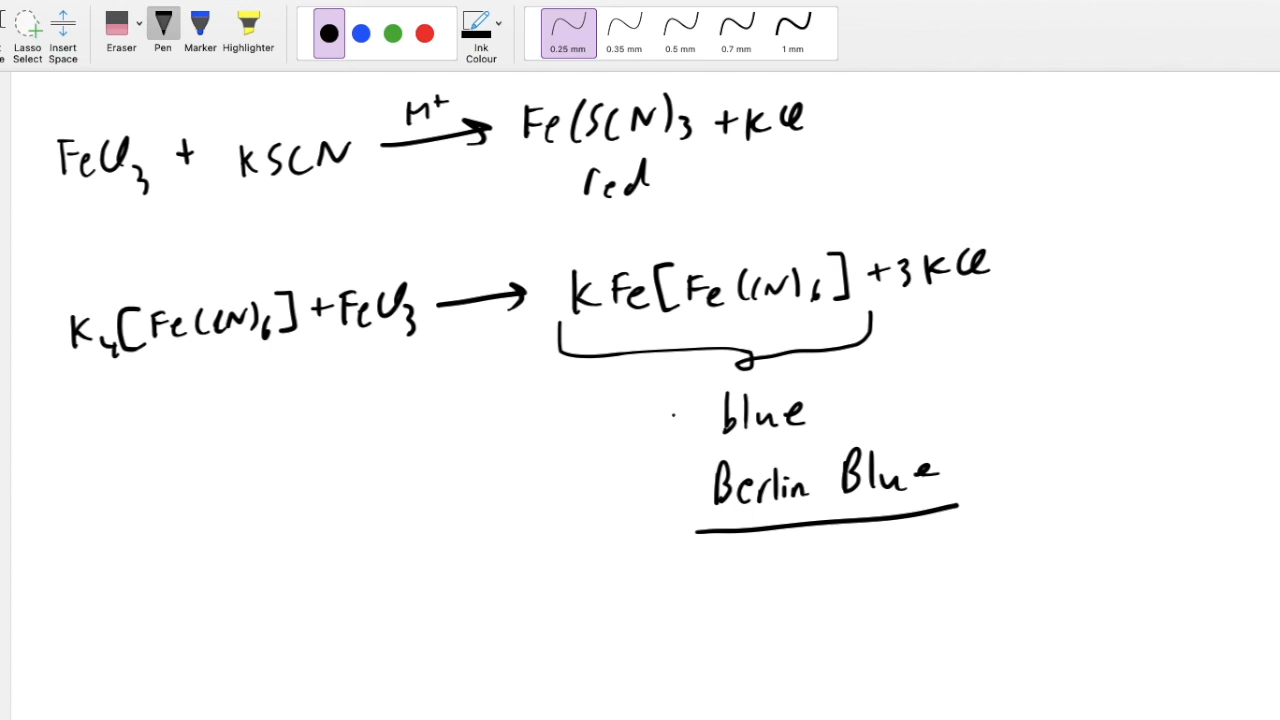 Lasso Select
Insert Space
Eraser
Pen
Marker
Highlighter
Ink Colour
0.25 mm
0.35 mm
0.5 mm
0.7 mm
1 mm
FeCl3 + KSCN H+ → Fe(SCN)3 + KCl
red
K4[Fe(CN)6] + FeCl3 → KFe[Fe(CN)6] + 3KCl
blue
Berlin Blue